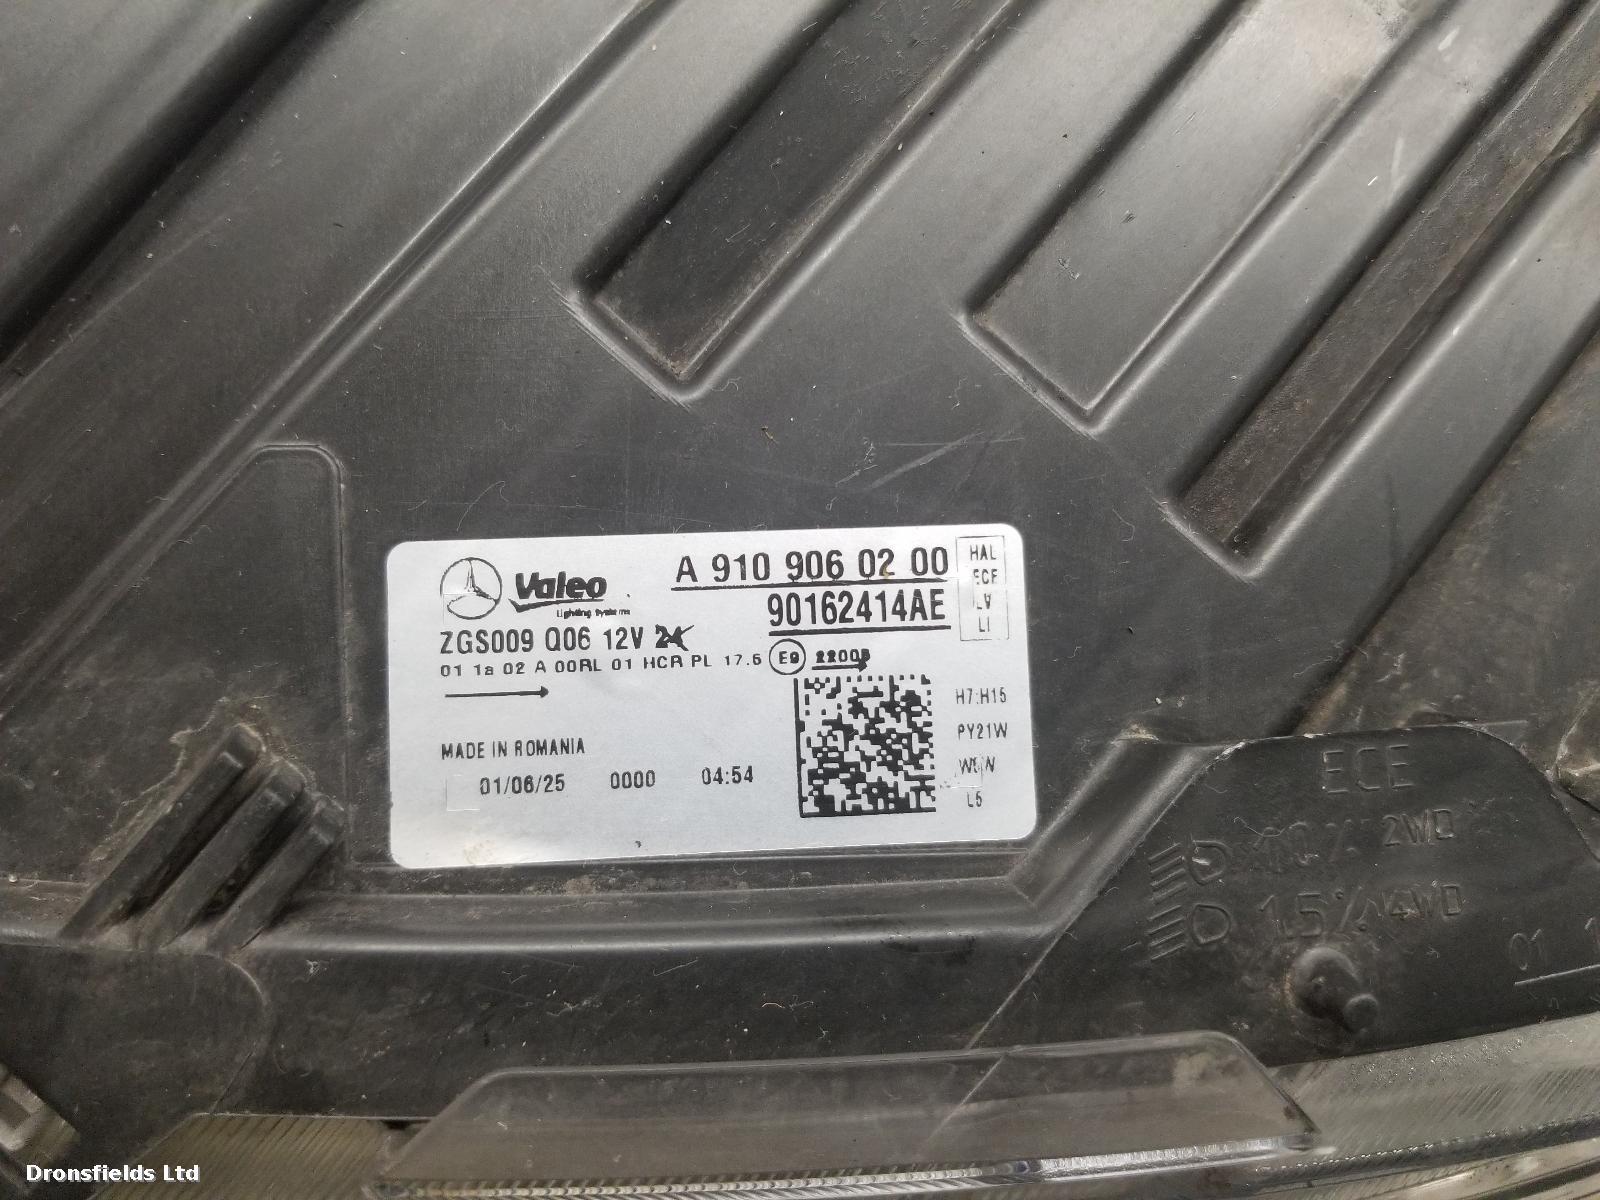 Valeo
Lighting Systems
A 910 906 02 00
90162414AE
HAL
ECE
LI
ZGS009 Q06 12V
01 1a 02 A 00RL 01 HCR PL 17.5 E9
H7:H15
PY21W
L5
MADE IN ROMANIA
01/06/25 0000 04:54
ECE
2WD
1.5% 4WD
01
Dronsfields Ltd